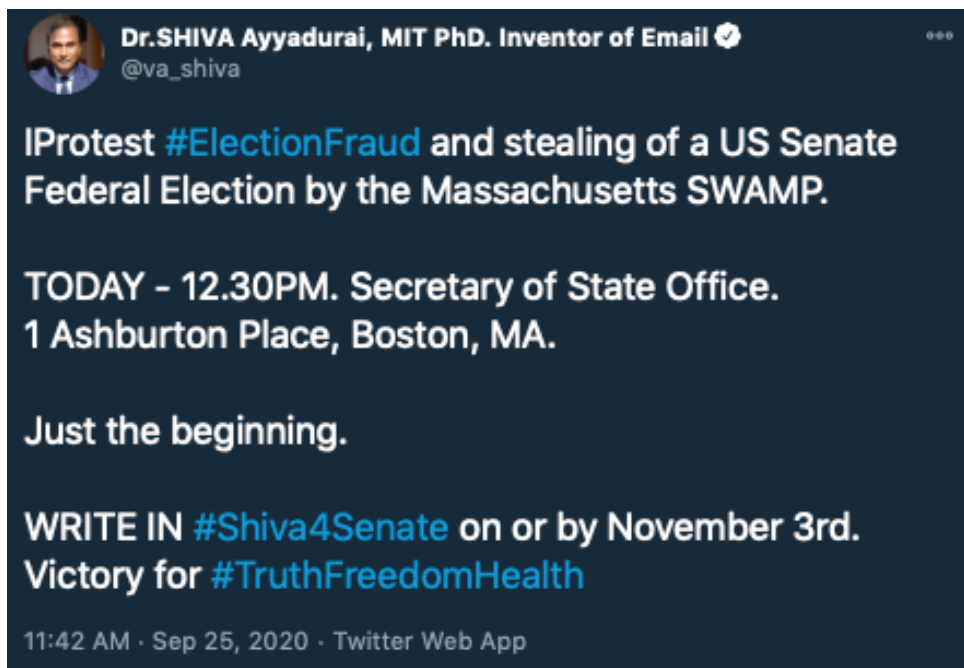 Dr.SHIVA Ayyadurai, MIT PhD. Inventor of Email
@va_shiva
IProtest #ElectionFraud and stealing of a US Senate
Federal Election by the Massachusetts SWAMP.
TODAY - 12.30PM. Secretary of State Office.
1 Ashburton Place, Boston, MA.
Just the beginning.
WRITE IN #Shiva4Senate on or by November 3rd.
Victory for #TruthFreedomHealth
11:42 AM · Sep 25, 2020 · Twitter Web App